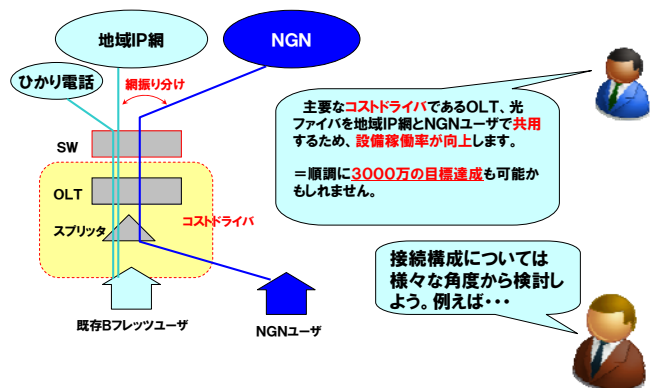 地域IP網
NGN
ひかり電話
網振り分け
SW
OLT
スプリッタ
コストドライバ
既存Bフレッツユーザ
NGNユーザ
主要なコストドライバであるOLT、光
ファイバを地域IP網とNGNユーザで共用
するため、設備稼働率が向上します。
＝順調に3000万の目標達成も可能か
もしれません。
接続構成については
様々な角度から検討し
よう。例えば・・・